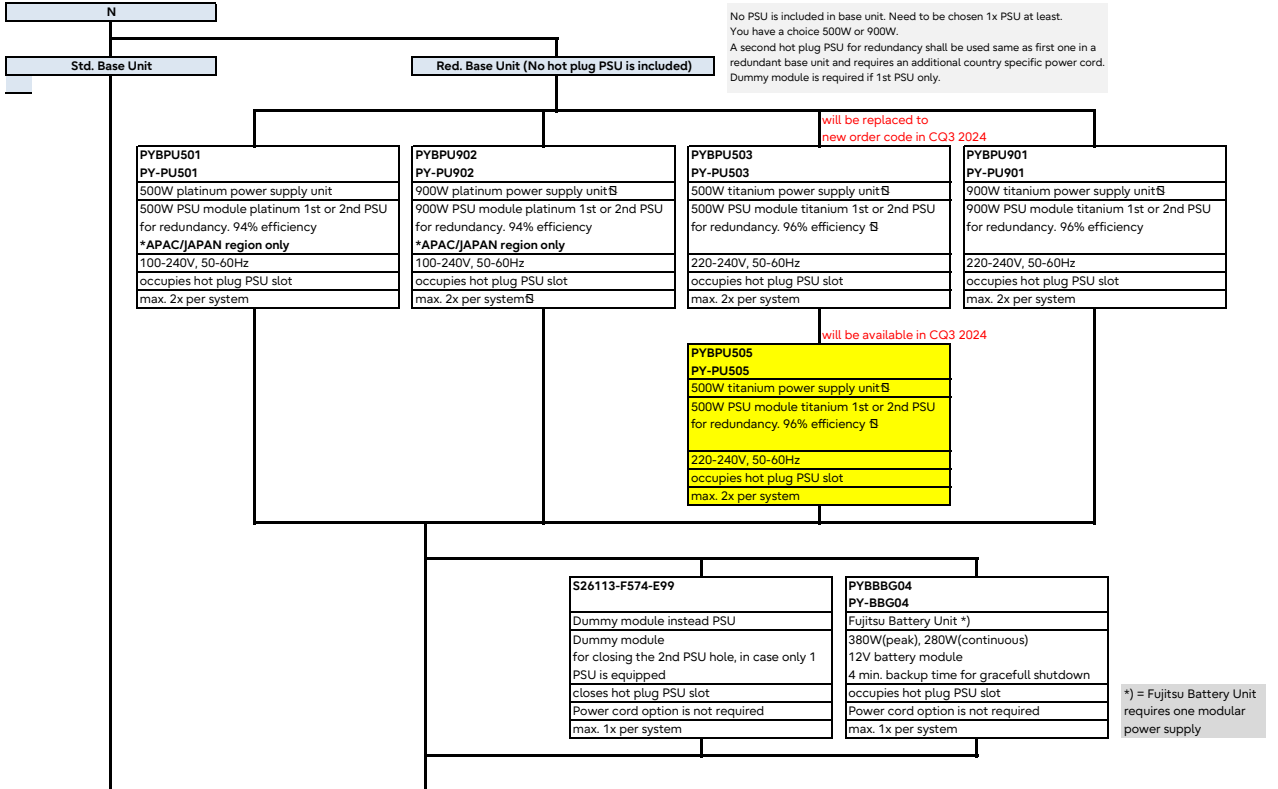 N
No PSU is included in base unit. Need to be chosen 1x PSU at least.
You have a choice 500W or 900W.
A second hot plug PSU for redundancy shall be used same as first one in a
redundant base unit and requires an additional country specific power cord.
Dummy module is required if 1st PSU only.
Std. Base Unit
Red. Base Unit (No hot plug PSU is included)
will be replaced to
new order code in CQ3 2024
PYBPU501
PY-PU501
500W platinum power supply unit
500W PSU module platinum 1st or 2nd PSU
for redundancy. 94% efficiency
*APAC/JAPAN region only
100-240V, 50-60Hz
occupies hot plug PSU slot
max. 2x per system
PYBPU902
PY-PU902
900W platinum power supply unit
900W PSU module platinum 1st or 2nd PSU
for redundancy. 94% efficiency
*APAC/JAPAN region only
100-240V, 50-60Hz
occupies hot plug PSU slot
max. 2x per system
PYBPU503
PY-PU503
500W titanium power supply unit
500W PSU module titanium 1st or 2nd PSU
for redundancy. 96% efficiency
220-240V, 50-60Hz
occupies hot plug PSU slot
max. 2x per system
PYBPU901
PY-PU901
900W titanium power supply unit
900W PSU module titanium 1st or 2nd PSU
for redundancy. 96% efficiency
220-240V, 50-60Hz
occupies hot plug PSU slot
max. 2x per system
will be available in CQ3 2024
PYBPU505
PY-PU505
500W titanium power supply unit
500W PSU module titanium 1st or 2nd PSU
for redundancy. 96% efficiency
220-240V, 50-60Hz
occupies hot plug PSU slot
max. 2x per system
S26113-F574-E99
Dummy module instead PSU
Dummy module
for closing the 2nd PSU hole, in case only 1
PSU is equipped
closes hot plug PSU slot
Power cord option is not required
max. 1x per system
PYBBBG04
PY-BBG04
Fujitsu Battery Unit *)
380W(peak), 280W(continuous)
12V battery module
4 min. backup time for gracefull shutdown
occupies hot plug PSU slot
Power cord option is not required
max. 1x per system
*) = Fujitsu Battery Unit
requires one modular
power supply